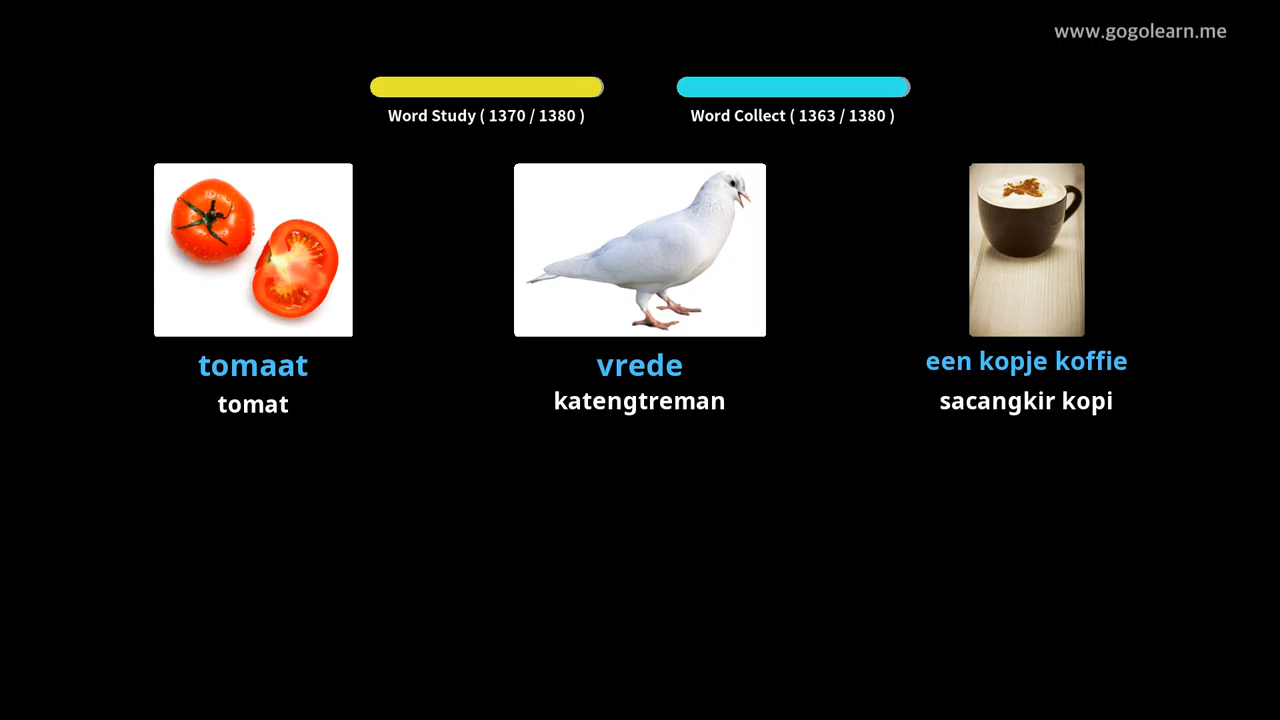 www.gogolearn.me
Word Study ( 1370 / 1380 )
Word Collect ( 1363 / 1380 )
tomaat
tomat
vrede
katengtreman
een kopje koffie
sacangkir kopi